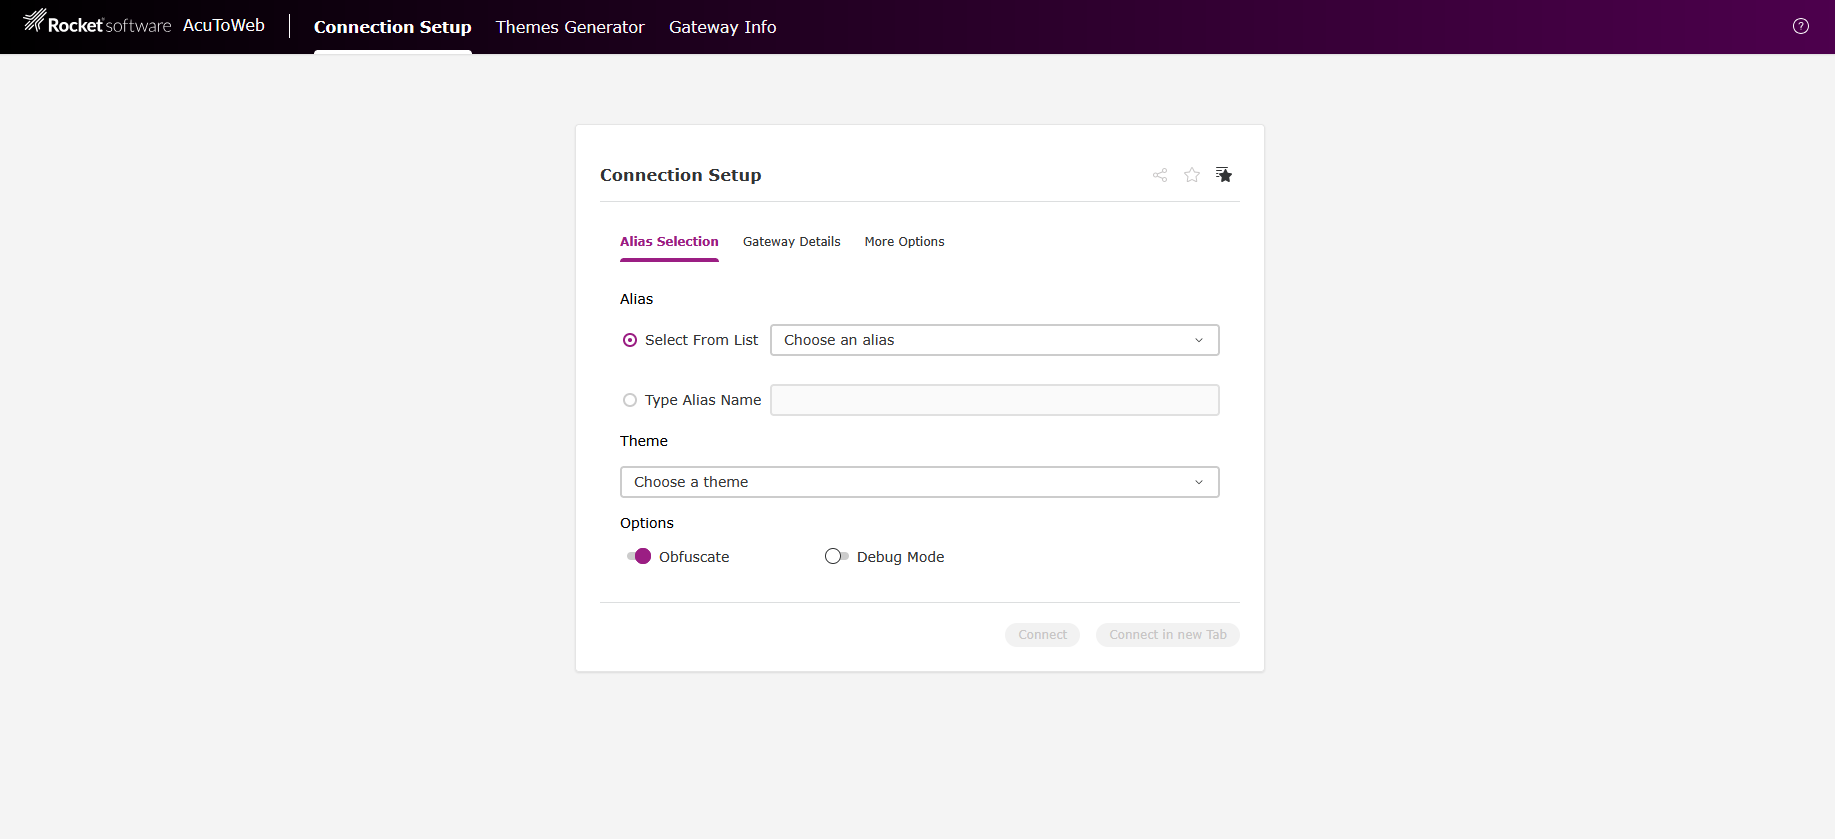 Rocket software AcuToWeb Connection Setup Themes Generator Gateway Info ?
Connection Setup
Alias Selection Gateway Details More Options
Alias
Select From List Choose an alias
Type Alias Name
Theme
Choose a theme
Options
Obfuscate Debug Mode
Connect Connect in new Tab